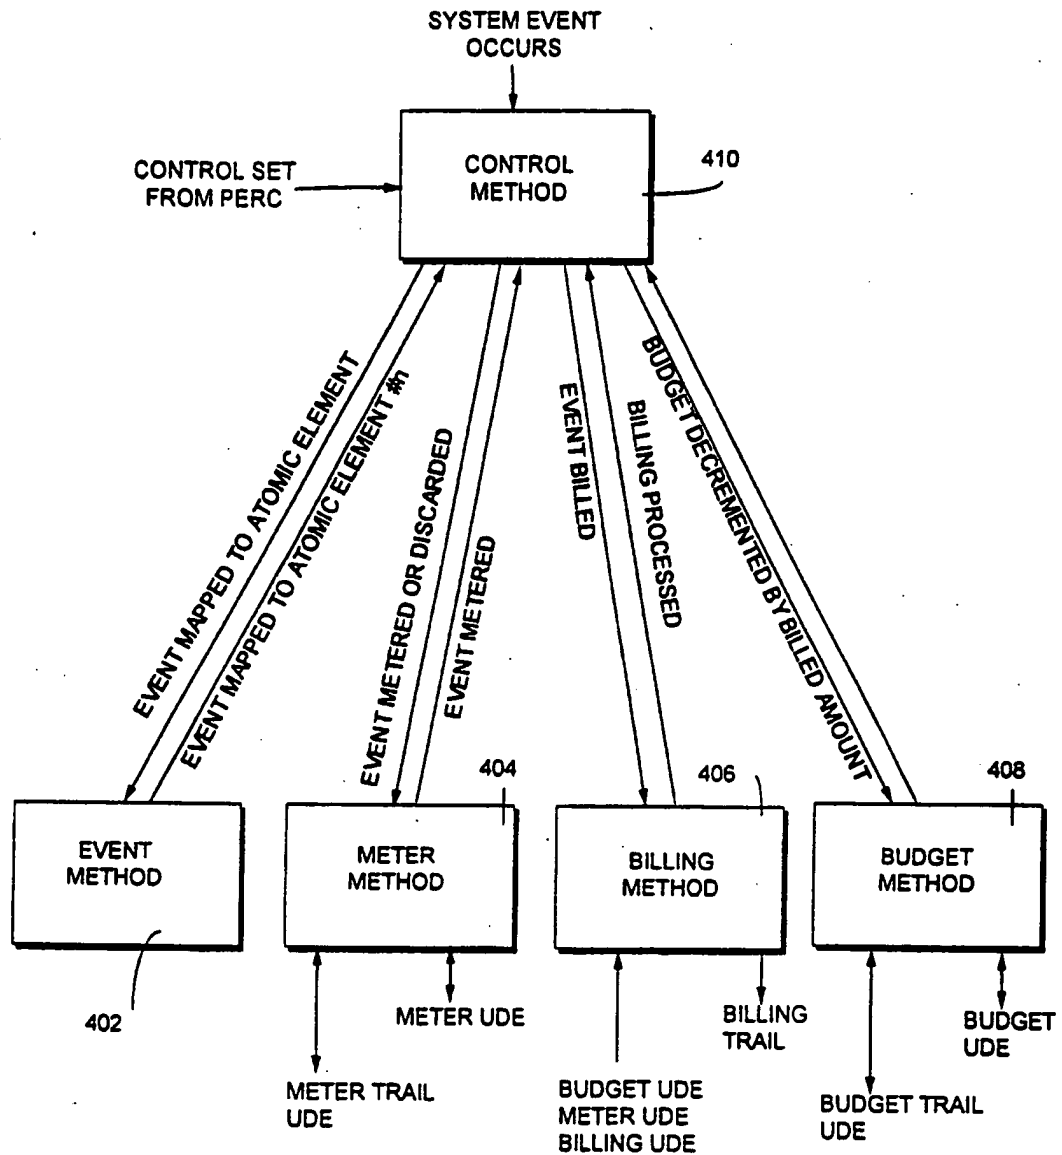 SYSTEM EVENT
OCCURS
CONTROL SET
FROM PERC
CONTROL
METHOD
410
EVENT MAPPED TO ATOMIC ELEMENT
EVENT MAPPED TO ATOMIC ELEMENT #n
EVENT METERED OR DISCARDED
EVENT METERED
EVENT BILLED
BILLING PROCESSED
BUDGET DECREMENTED BY BILLED AMOUNT
404
406
408
EVENT
METHOD
METER
METHOD
BILLING
METHOD
BUDGET
METHOD
402
METER UDE
BILLING
TRAIL
BUDGET
UDE
METER TRAIL
UDE
BUDGET UDE
METER UDE
BILLING UDE
BUDGET TRAIL
UDE